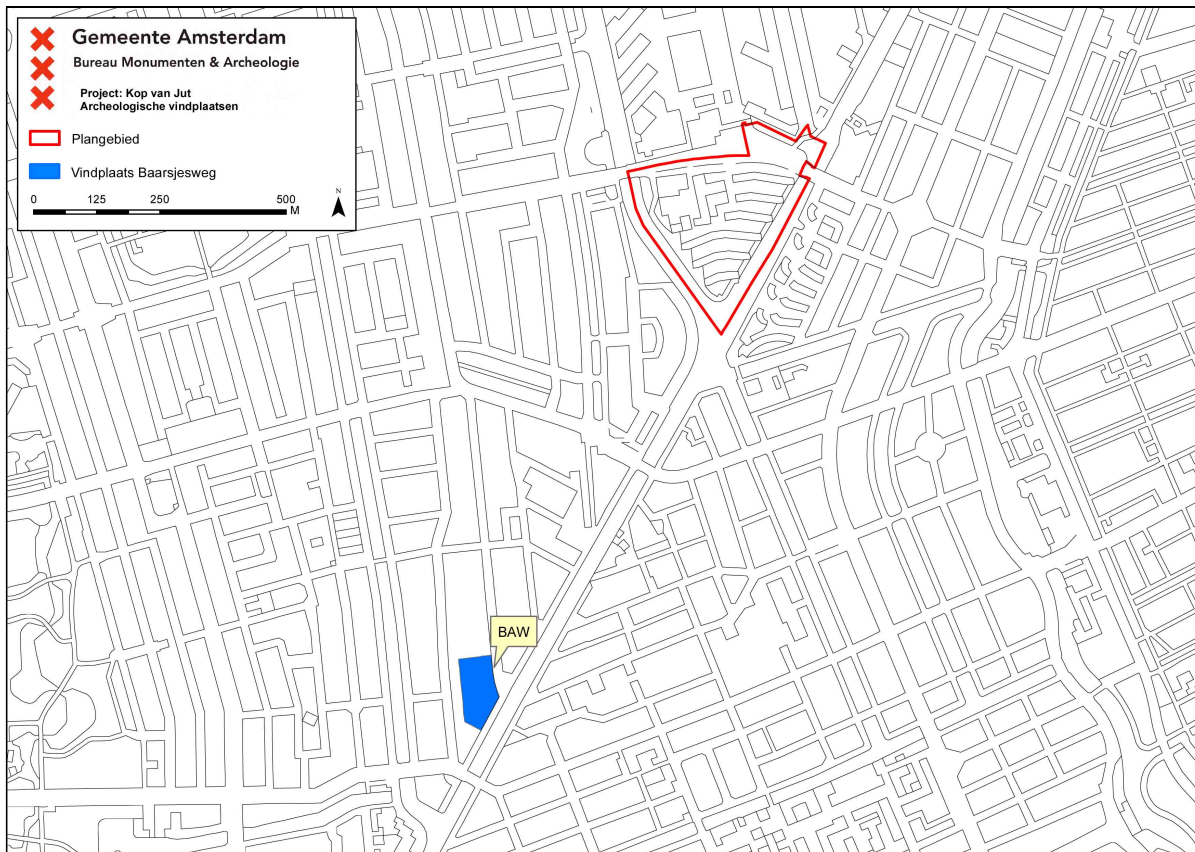 Gemeente Amsterdam
Bureau Monumenten & Archeologie
Project: Kop van Jut
Archeologische vindplaatsen
Plangebied
Vindplaats Baarsjesweg
0 125 250 500
M
N
BAW